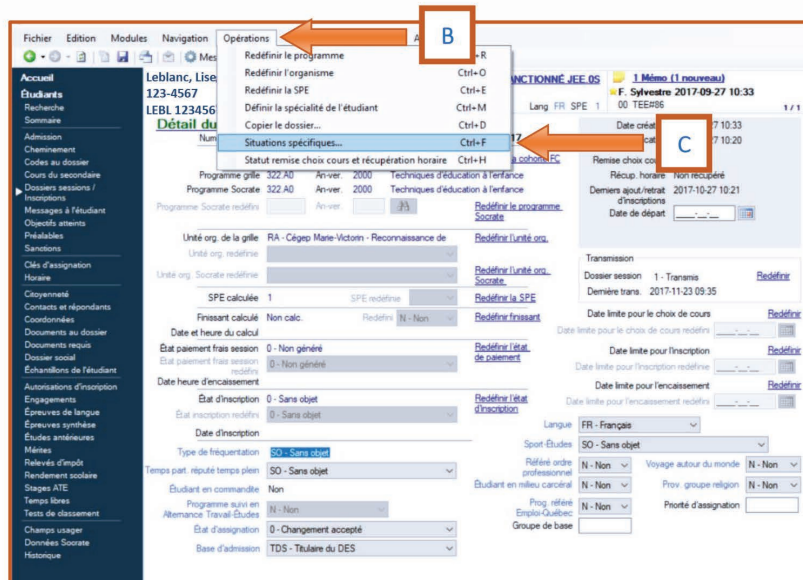 Fichier Edition Modules Navigation Opérations
B
Mes
Accueil
Étudiants
Recherche
Sommaire
Admission
Cheminement
Codes au dossier
Cours du secondaire
Dossiers sessions /
Inscriptions
Messages à l'étudiant
Objectifs atteints
Préalables
Sanctions
Clés d'assignation
Horaire
Citoyenneté
Contacts et répondants
Coordonnées
Documents au dossier
Documents requis
Dossier social
Échantillons de l'étudiant
Autorisations d'inscription
Engagements
Épreuves de langue
Épreuves synthèse
Études antérieures
Mérites
Relevés d'impôt
Rendement scolaire
Stages ATE
Temps libres
Tests de classement
Champs usager
Données Socrate
Historique
Redéfinir le programme
Redéfinir l'organisme Ctrl+O
Redéfinir la SPE Ctrl+E
Définir la spécialité de l'étudiant Ctrl+M
Copier le dossier... Ctrl+D
Situations spécifiques... Ctrl+F
Statut remise choix cours et récupération horaire Ctrl+H
C
Leblanc, Lise
123-4567
LEBL 123456
Détail du
NCTIONNÉ JEE 0S
Lang FR SPE 1
1 Mémo (1 nouveau)
F. Sylvestre 2017-09-27 10:33
00 TEE#86
1 / 1
Programme grille 322.A0 An-ver. 2000 Techniques d'éducation à l'enfance
Programme Socrate 322.A0 An-ver. 2000 Techniques d'éducation à l'enfance
Programme Socrate redéfini An-ver. Redéfinir le programme
Socrate
Unité org. de la grille RA - Cégep Marie-Victorin - Reconnaissance de Redéfinir l'unité org.
Unité org. redéfinie
Unité org. Socrate redéfinie Redéfinir l'unité org.
Socrate
SPE calculée 1 SPE redéfinie Redéfinir la SPE
Finissant calculé Non calc. Redéfini N - Non Redéfinir finissant
Date et heure du calcul
État paiement frais session 0 - Non généré Redéfinir l'état
de paiement
État paiement frais session
redéfini 0 - Non généré
Date heure d'encaissement
État d'inscription 0 - Sans objet Redéfinir l'état
d'inscription
État inscription redéfini 0 - Sans objet
Date d'inscription
Type de fréquentation SO - Sans objet
Temps part. réputé temps plein SO - Sans objet
Étudiant en commandite Non
Programme suivi en
Alternance Travail-Études N - Non
État d'assignation 0 - Changement accepté
Base d'admission TDS - Titulaire du DES
10:33
10:20
Récup. horaire Non récupéré
Derniers ajout/retrait
d'inscriptions 2017-10-27 10:21
Date de départ
Transmission
Dossier session 1 - Transmis Redéfinir
Dernière trans. 2017-11-23 09:35
Date limite pour le choix de cours Redéfinir
Date limite pour le choix de cours redéfini
Date limite pour l'inscription Redéfinir
Date limite pour l'inscription redéfinie
Date limite pour l'encaissement Redéfinir
Date limite pour l'encaissement redéfini
Langue FR - Français
Sport-Études SO - Sans objet
Référé ordre
professionnel N - Non Voyage autour du monde N - Non
Étudiant en milieu carcéral N - Non Prov. groupe religion N - Non
Prog. référé
Emploi-Québec N - Non Priorité d'assignation
Groupe de base